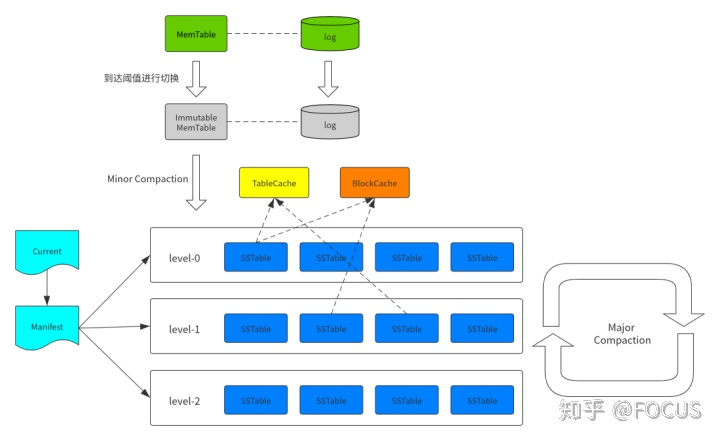 MemTable
log
到达阈值进行切换
Immutable
MemTable
log
Minor Compaction
TableCache
BlockCache
Current
level-0
SSTable
SSTable
SSTable
SSTable
Manifest
level-1
SSTable
SSTable
SSTable
SSTable
Major
Compaction
level-2
SSTable
SSTable
SSTable
SSTable
知乎 @FOCUS